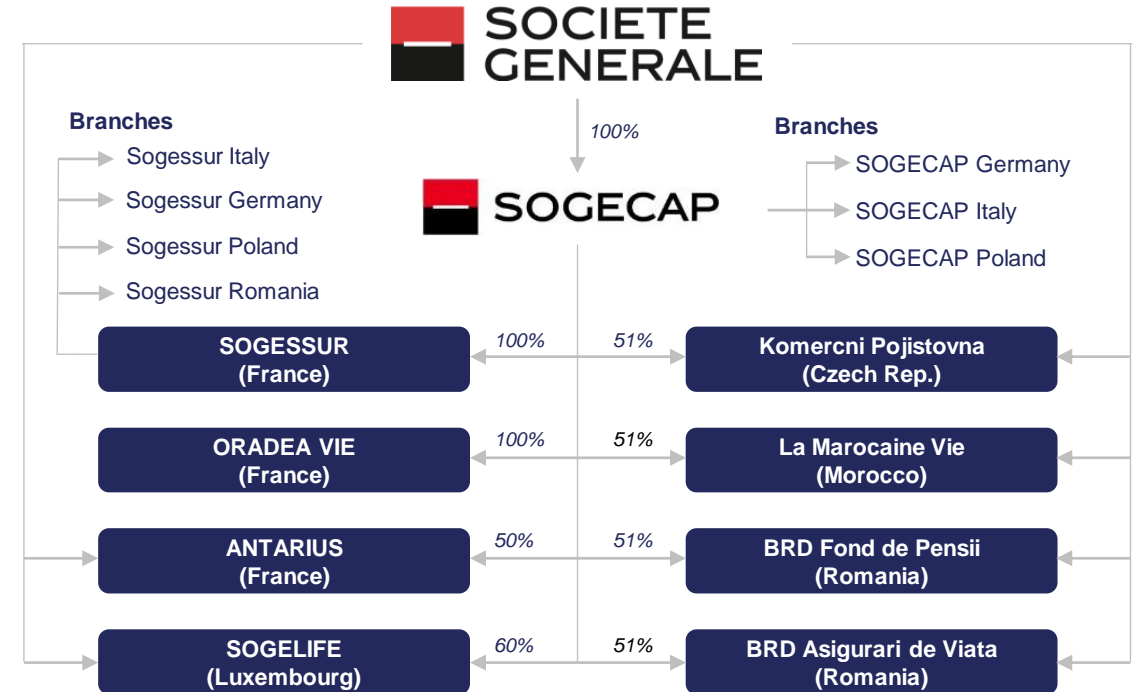 SOCIETE
GENERALE
100%
Branches
Sogessur Italy
Sogessur Germany
Sogessur Poland
Sogessur Romania
Branches
SOGECAP Germany
SOGECAP Italy
SOGECAP Poland
SOGECAP
SOGESSUR
(France)
100%
51%
Komercni Pojistovna
(Czech Rep.)
ORADEA VIE
(France)
100%
51%
La Marocaine Vie
(Morocco)
ANTARIUS
(France)
50%
51%
BRD Fond de Pensii
(Romania)
SOGELIFE
(Luxembourg)
60%
51%
BRD Asigurari de Viata
(Romania)